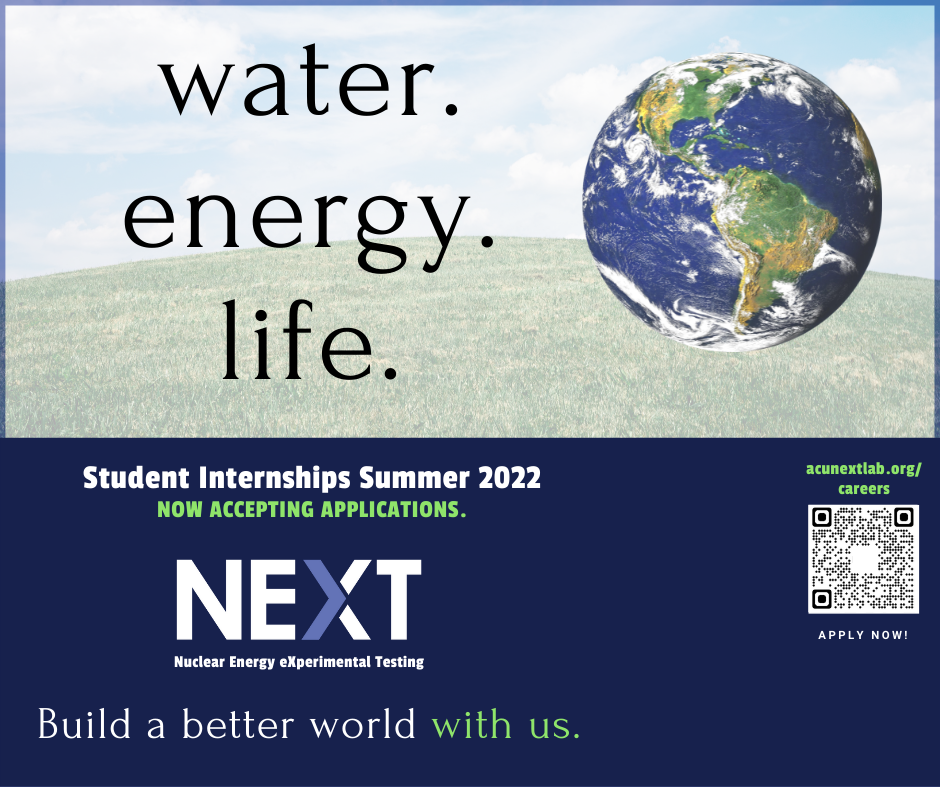 water.
energy.
life.
Student Internships Summer 2022
NOW ACCEPTING APPLICATIONS.
NEXT
Nuclear Energy eXperimental Testing
Build a better world with us.
acunextlab.org/
careers
APPLY NOW!